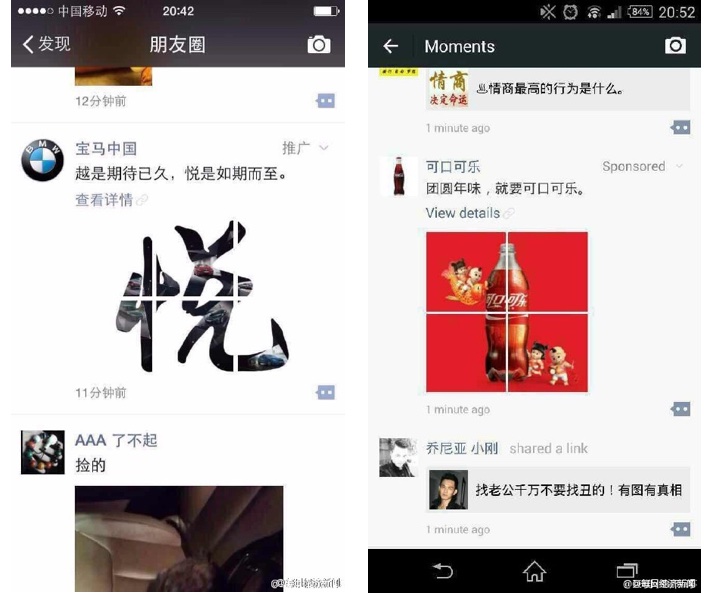 中国移动
20:42
发现
朋友圈
12分钟前
BMW
宝马中国
推广
越是期待已久，悦是如期而至。
查看详情
悦
11分钟前
AAA 了不起
捡的
84%
20:52
Moments
情商
决定命运
♨情商最高的行为是什么。
1 minute ago
可口可乐
Sponsored
团圆年味，就要可口可乐。
View details
可口可乐
1 minute ago
乔尼亚 小刚 shared a link
找老公千万不要找丑的！有图有真相
1 minute ago